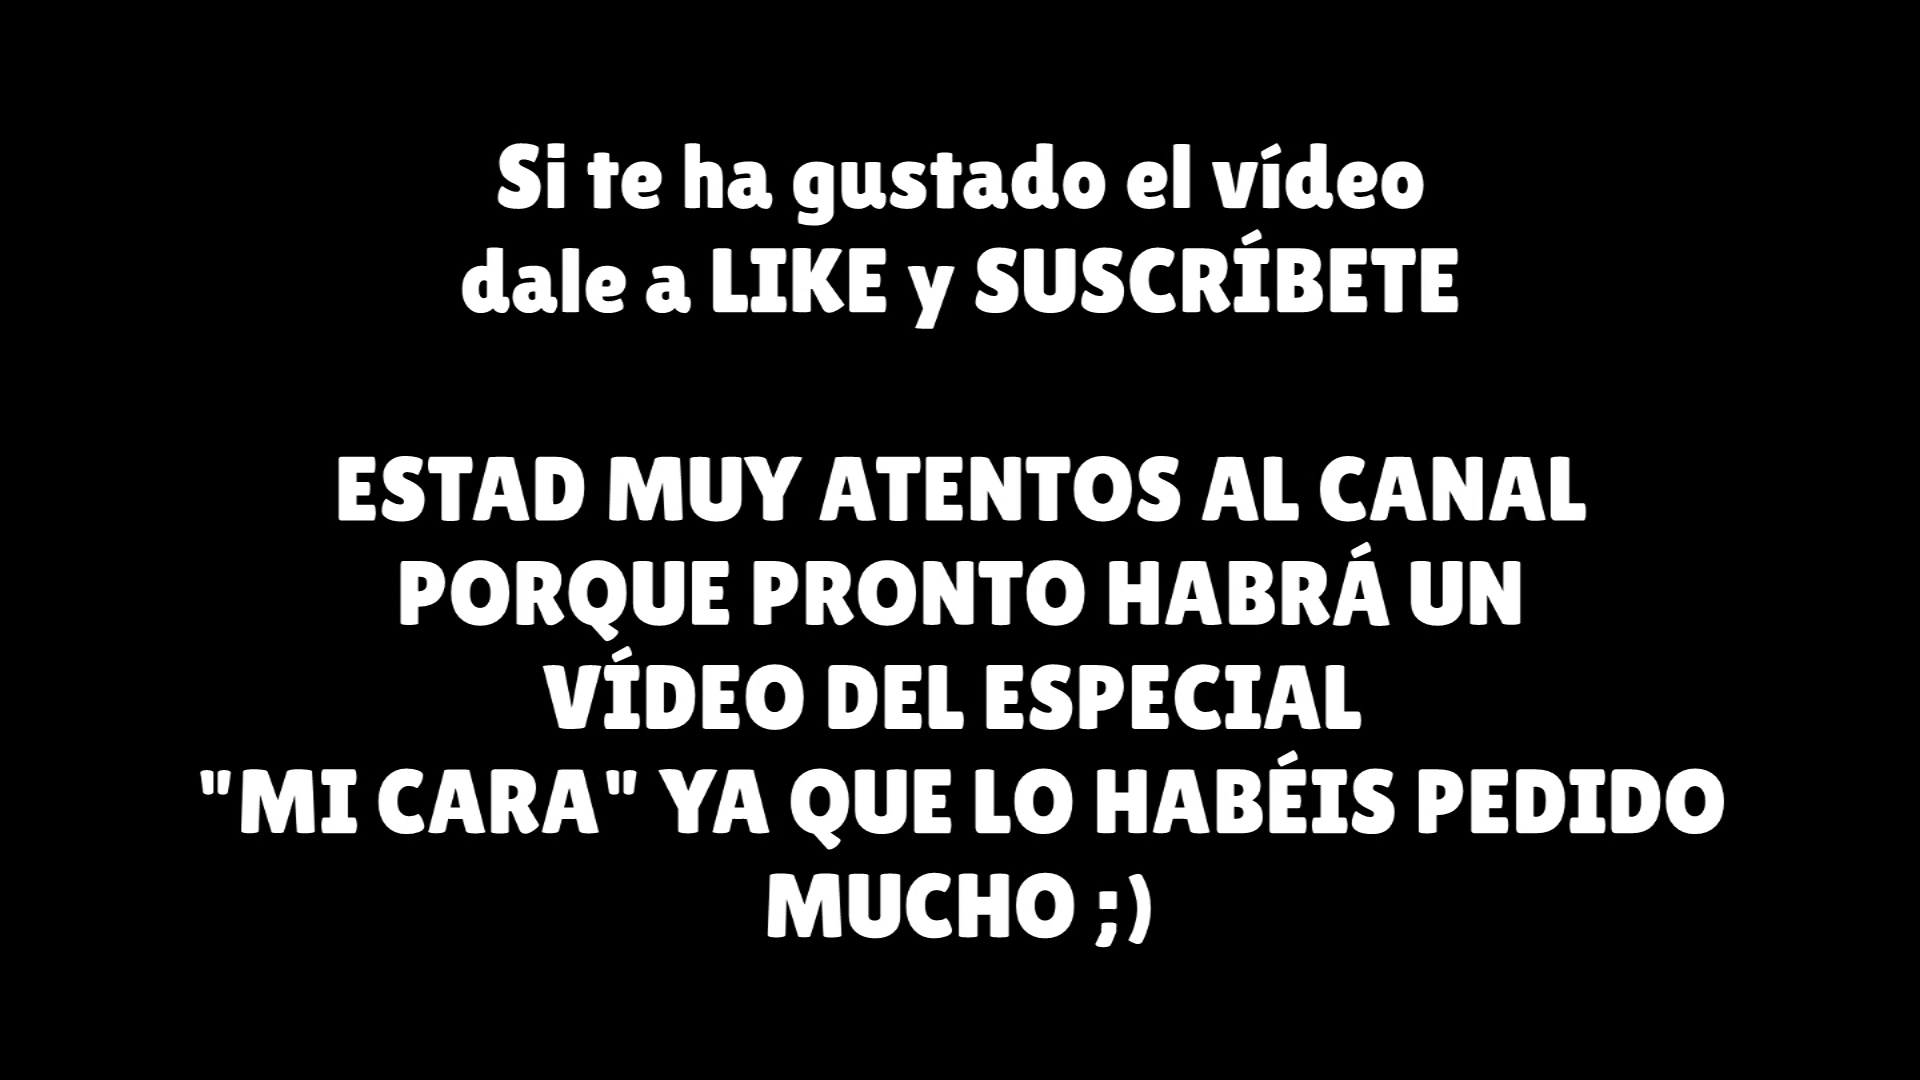 Si te ha gustado el vídeo
dale a LIKE y SUSCRÍBETE
ESTAD MUY ATENTOS AL CANAL
PORQUE PRONTO HABRÁ UN
VÍDEO DEL ESPECIAL
"MI CARA" YA QUE LO HABÉIS PEDIDO
MUCHO ;)